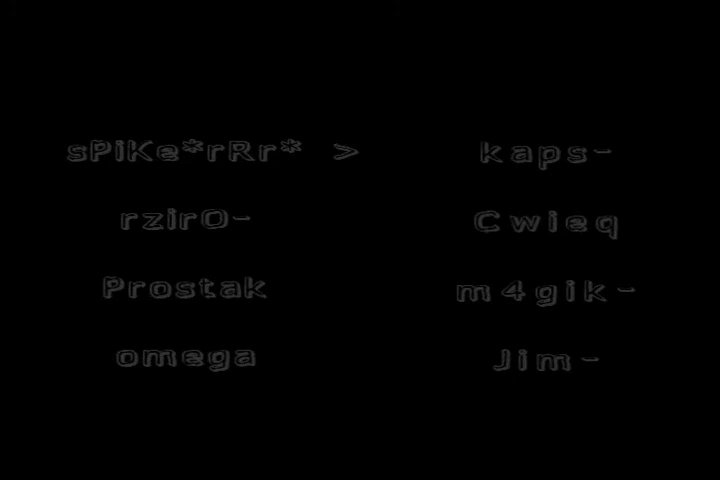 sPiKe*rRr* > kaps-
rzirO- Cwieq
Prostak m4gik-
omega Jim-